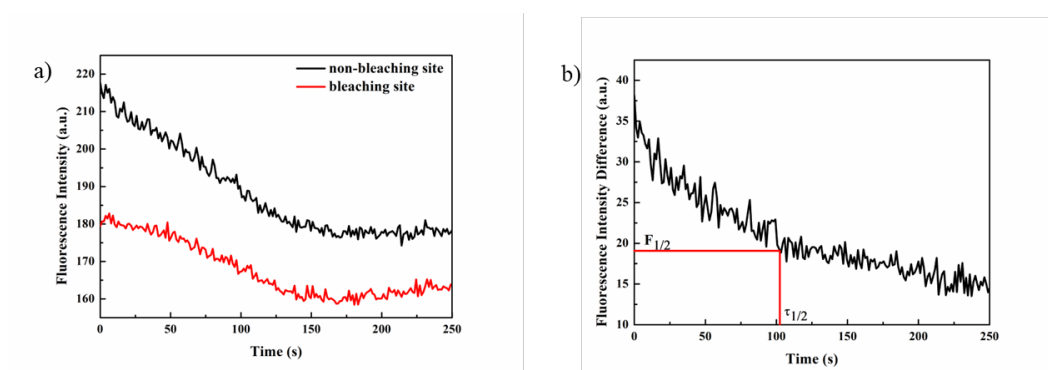 a)
non-bleaching site
bleaching site
Fluorescence Intensity (a.u.)
220
210
200
190
180
170
160
0 50 100 150 200 250
Time (s)
b)
Fluorescence Intensity Difference (a.u.)
40
35
30
25
20
15
10
F1/2
τ1/2
0 50 100 150 200 250
Time (s)